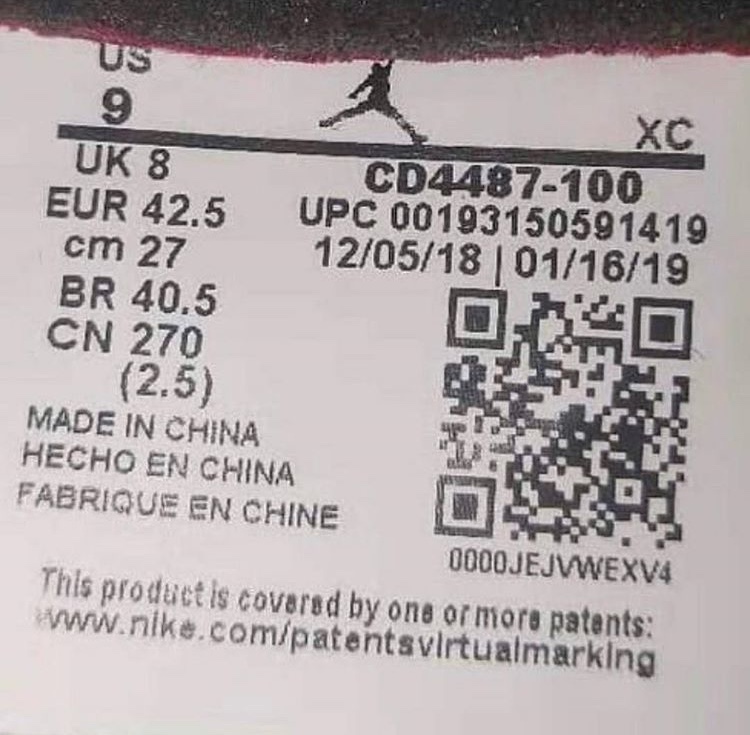 US
9
XC
UK 8
CD4487-100
EUR 42.5
UPC 00193150591419
cm 27
12/05/18 | 01/16/19
BR 40.5
CN 270
(2.5)
MADE IN CHINA
HECHO EN CHINA
FABRIQUE EN CHINE
0000JEJVWEXV4
This product is covered by one or more patents:
www.nike.com/patentsvirtualmarking